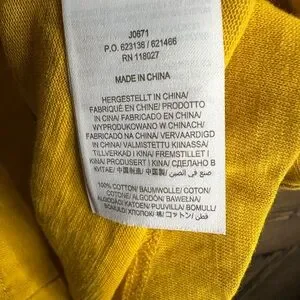 J0671
P.O. 623138 / 621466
RN 118027
MADE IN CHINA
HERGESTELLT IN CHINA/
FABRIQUÉ EN CHINE/ PRODOTTO
IN CINA/ FABRICADO EN CHINA/
WYPRODUKOWANO W CHINACH/
FABRICADO NA CHINA/ VERVAARDIGD
IN CHINA/ VALMISTETTU KIINASSA/
TILLVERKAD I KINA/ FREMSTILLET I
KINA/ PRODUSERT I KINA/ СДЕЛАНО В
КИТАЕ/ 中国制造/ 中国製/ صنع في الصين
100% COTTON/ BAUMWOLLE/ COTON/
COTONE/ ALGODÓN/ BAWEŁNA/
ALGODÃO/ KATOEN/ PUUVILLA/ BOMULL/
BOMULD/ ХЛОПОК/ 棉/ コットン/ قطن